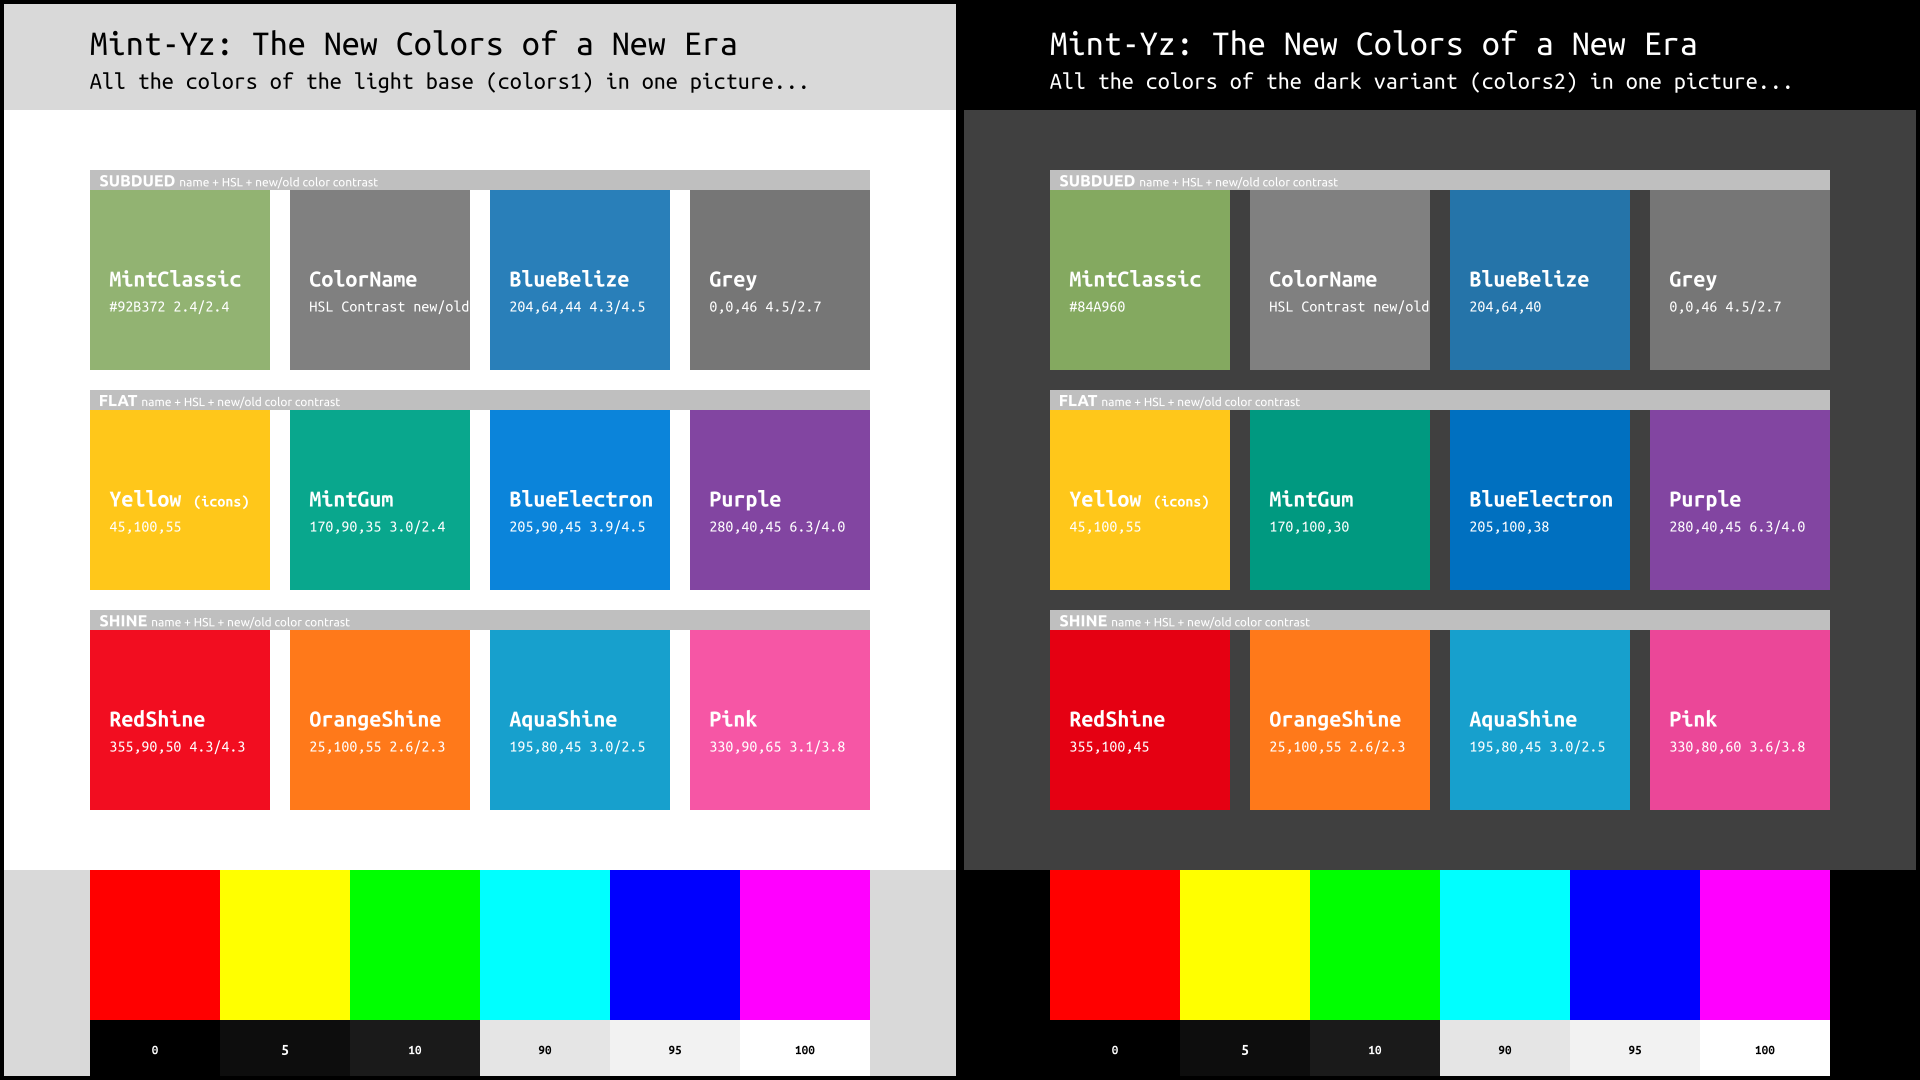 Mint-Yz: The New Colors of a New Era
All the colors of the light base (colors1) in one picture...
SUBDUED name + HSL + new/old color contrast
MintClassic
#92B372 2.4/2.4
ColorName
HSL Contrast new/old
BlueBelize
204,64,44 4.3/4.5
Grey
0,0,46 4.5/2.7
FLAT name + HSL + new/old color contrast
Yellow (icons)
45,100,55
MintGum
170,90,35 3.0/2.4
BlueElectron
205,90,45 3.9/4.5
Purple
280,40,45 6.3/4.0
SHINE name + HSL + new/old color contrast
RedShine
355,90,50 4.3/4.3
OrangeShine
25,100,55 2.6/2.3
AquaShine
195,80,45 3.0/2.5
Pink
330,90,65 3.1/3.8
0 5 10 90 95 100
Mint-Yz: The New Colors of a New Era
All the colors of the dark variant (colors2) in one picture...
SUBDUED name + HSL + new/old color contrast
MintClassic
#84A960
ColorName
HSL Contrast new/old
BlueBelize
204,64,40
Grey
0,0,46 4.5/2.7
FLAT name + HSL + new/old color contrast
Yellow (icons)
45,100,55
MintGum
170,100,30
BlueElectron
205,100,38
Purple
280,40,45 6.3/4.0
SHINE name + HSL + new/old color contrast
RedShine
355,100,45
OrangeShine
25,100,55 2.6/2.3
AquaShine
195,80,45 3.0/2.5
Pink
330,80,60 3.6/3.8
0 5 10 90 95 100